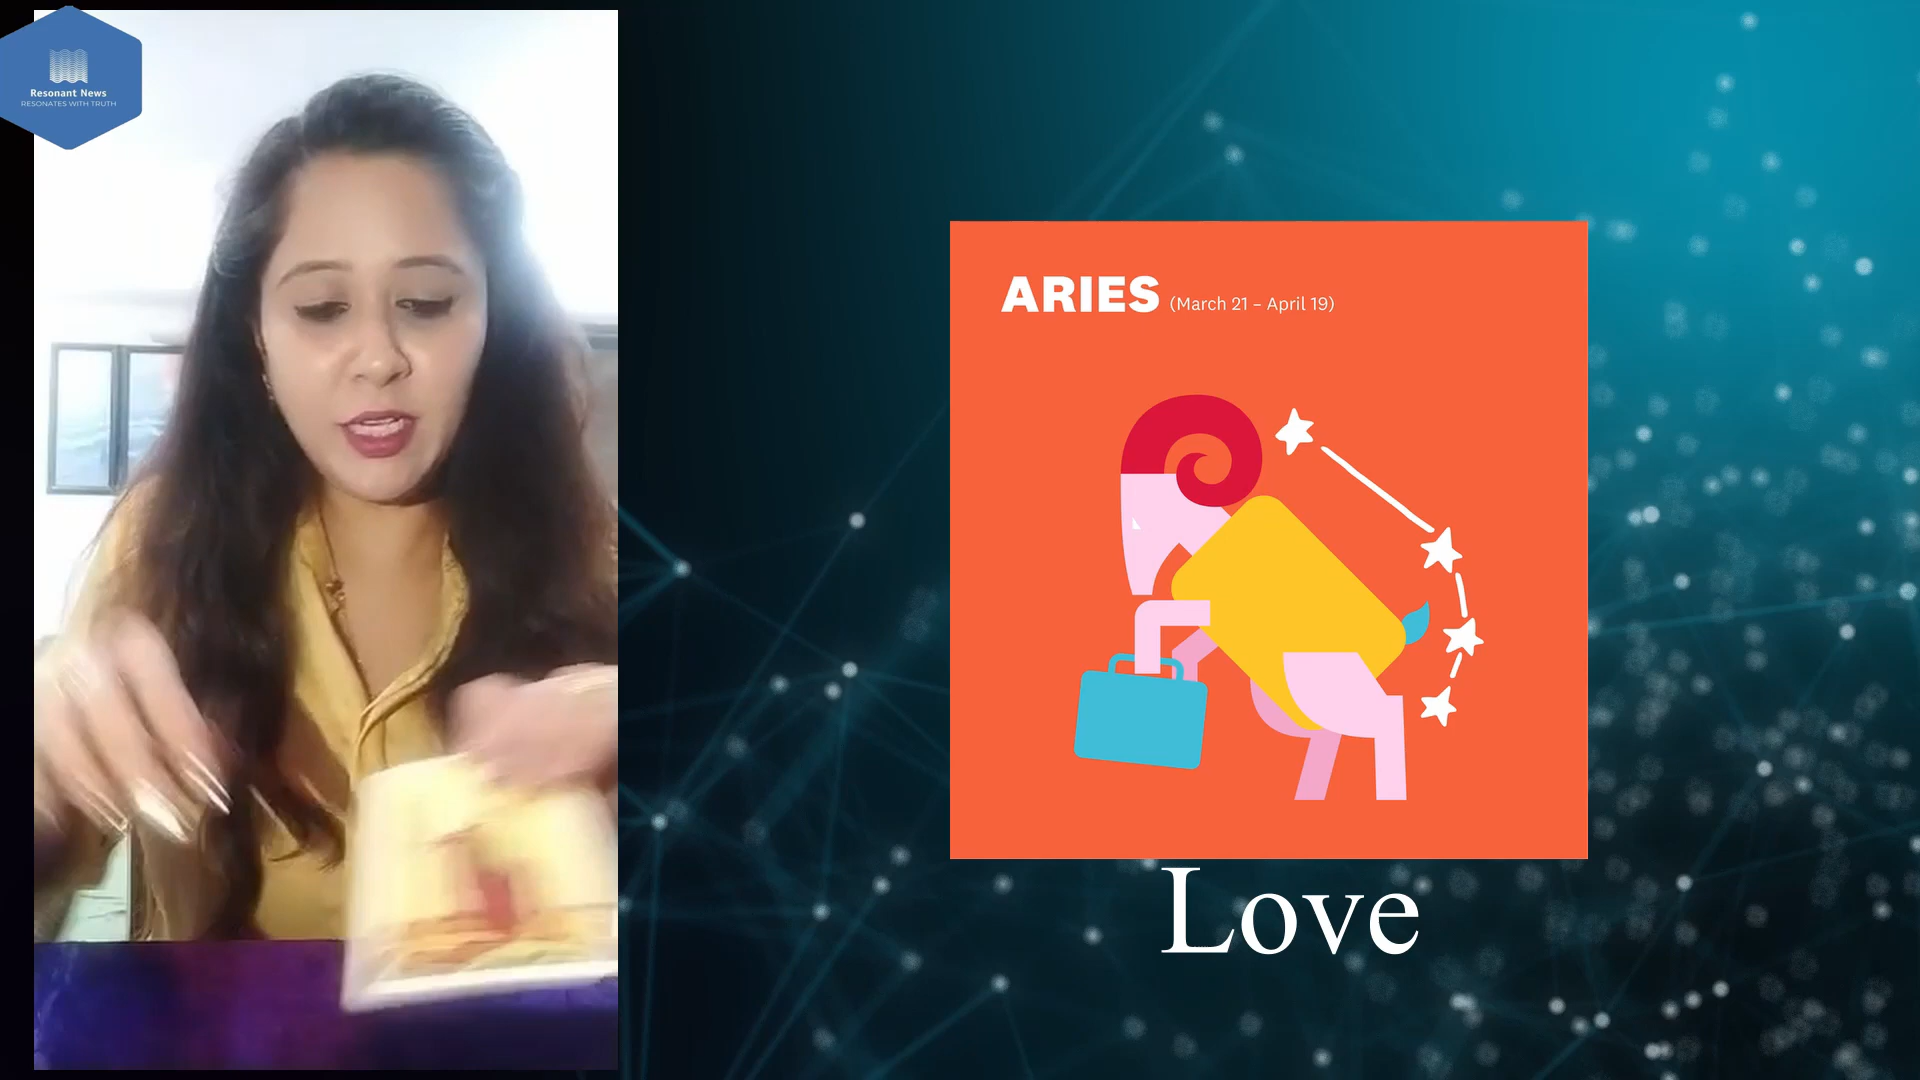 Resonant News
RESONATES WITH TRUTH
ARIES (March 21 – April 19)
Love